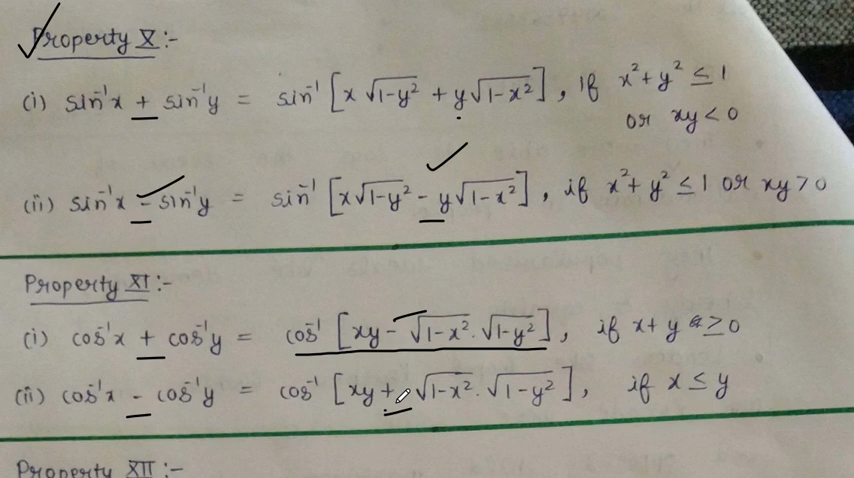 Property X :-
(i) sin⁻¹x + sin⁻¹y = sin⁻¹ [x √1-y² + y √1-x²], if x² + y² ≤ 1
or xy < 0
(ii) sin⁻¹x - sin⁻¹y = sin⁻¹ [x√1-y² - y √1-x²], if x² + y² ≤ 1 or xy > 0
Property XI :-
(i) cos⁻¹x + cos⁻¹y = cos⁻¹ [xy - √1-x² . √1-y²], if x + y ≥ 0
(ii) cos⁻¹x - cos⁻¹y = cos⁻¹ [xy + √1-x² . √1-y²], if x ≤ y
Property XII :-